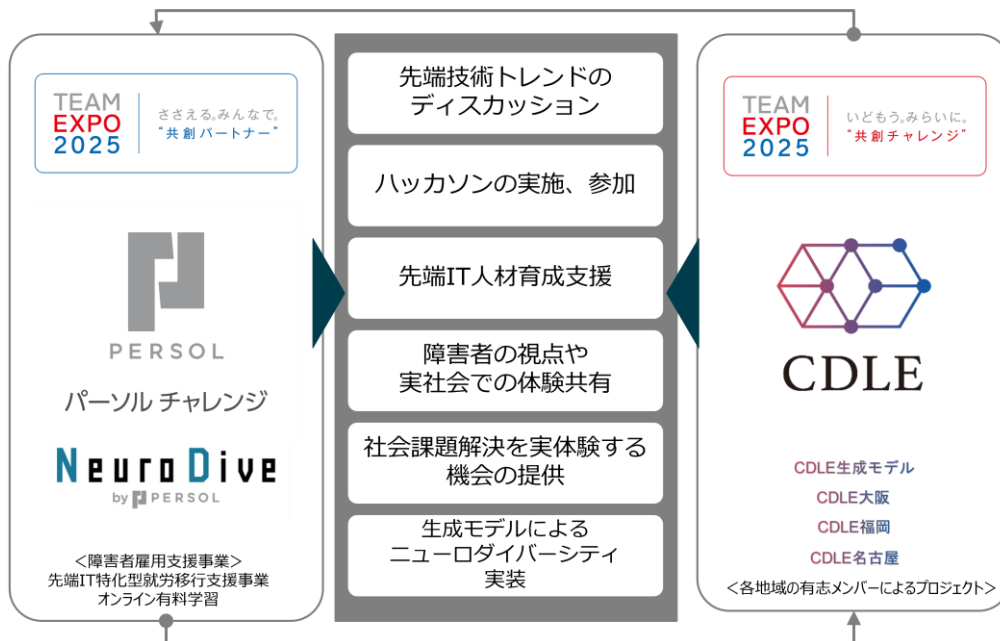 TEAM
EXPO
2025
ささえる。みんなで。
“共創パートナー”
PERSOL
パーソル チャレンジ
Neuro Dive
by PERSOL
＜障害者雇用支援事業＞
先端IT特化型就労移行支援事業
オンライン有料学習
先端技術トレンドの
ディスカッション
ハッカソンの実施、参加
先端IT人材育成支援
障害者の視点や
実社会での体験共有
社会課題解決を実体験する
機会の提供
生成モデルによる
ニューロダイバーシティ
実装
TEAM
EXPO
2025
いどもう。みらいに。
“共創チャレンジ”
CDLE
CDLE生成モデル
CDLE大阪
CDLE福岡
CDLE名古屋
＜各地域の有志メンバーによるプロジェクト＞